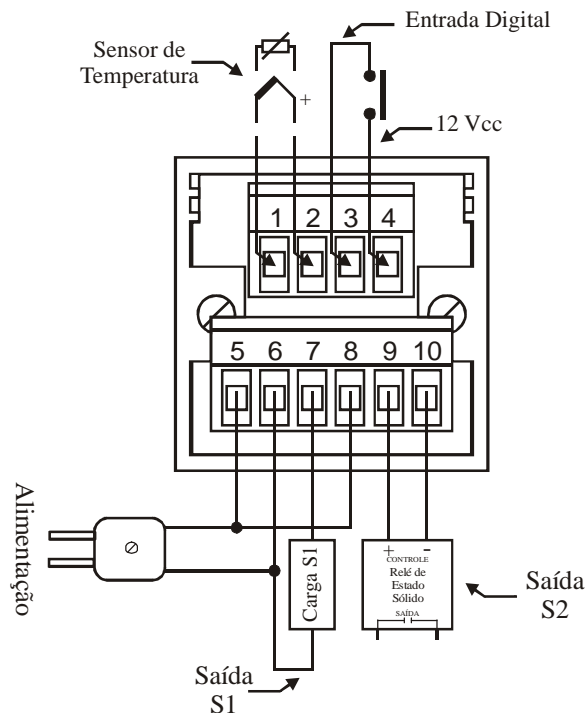 Entrada Digital
Sensor de
Temperatura
+
12 Vcc
1 2 3 4
5 6 7 8 9 10
Alimentação
Carga S1
+ -
CONTROLE
Relé de
Estado
Sólido
SAÍDA
Saída
S2
Saída
S1